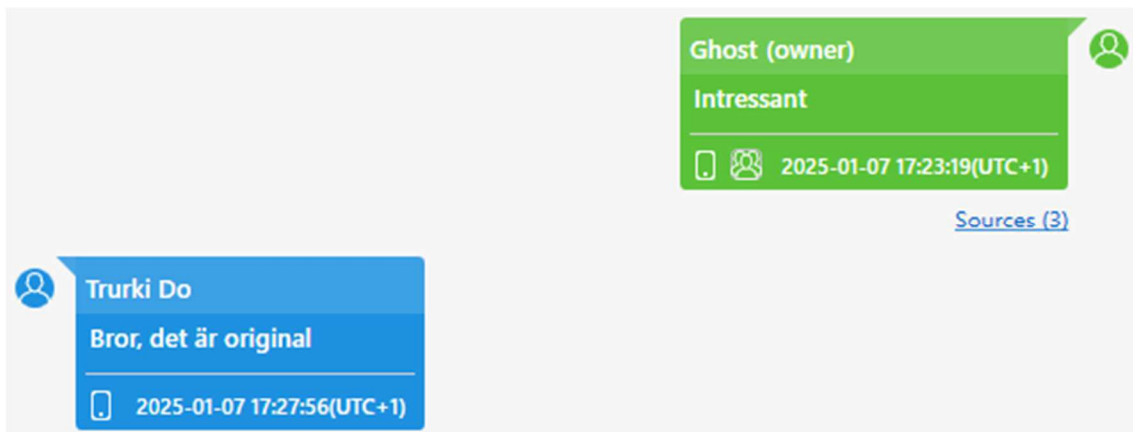 Ghost (owner)
Intressant
2025-01-07 17:23:19(UTC+1)
Sources (3)
Trurki Do
Bror, det är original
2025-01-07 17:27:56(UTC+1)